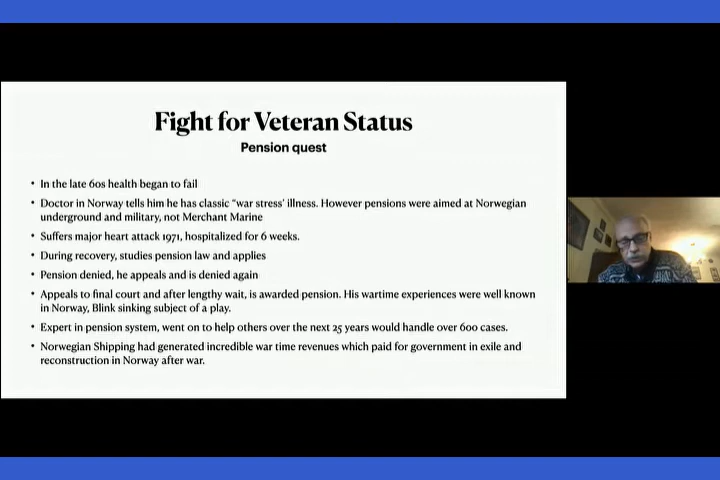 Fight for Veteran Status
Pension quest
• In the late 60s health began to fail
• Doctor in Norway tells him he has classic "war stress' illness. However pensions were aimed at Norwegian
underground and military, not Merchant Marine
• Suffers major heart attack 1971, hospitalized for 6 weeks.
• During recovery, studies pension law and applies
• Pension denied, he appeals and is denied again
• Appeals to final court and after lengthy wait, is awarded pension. His wartime experiences were well known
in Norway, Blink sinking subject of a play.
• Expert in pension system, went on to help others over the next 25 years would handle over 600 cases.
• Norwegian Shipping had generated incredible war time revenues which paid for government in exile and
reconstruction in Norway after war.